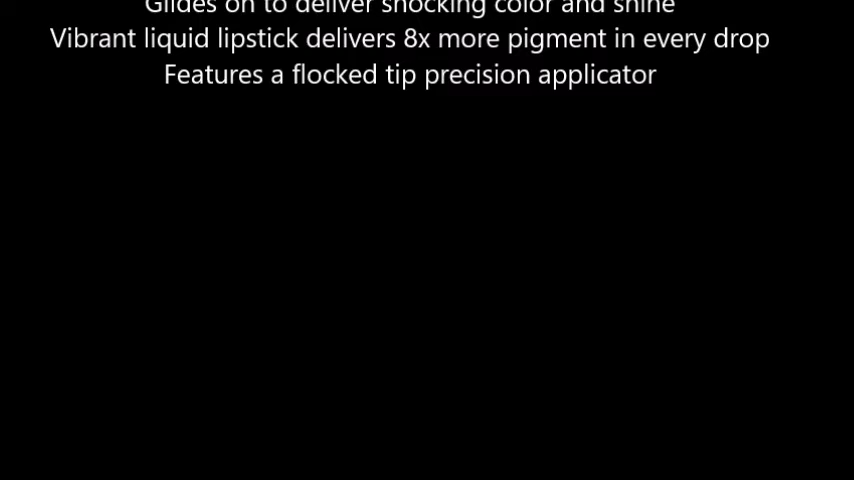 Glides on to deliver shocking color and shine
Vibrant liquid lipstick delivers 8x more pigment in every drop
Features a flocked tip precision applicator